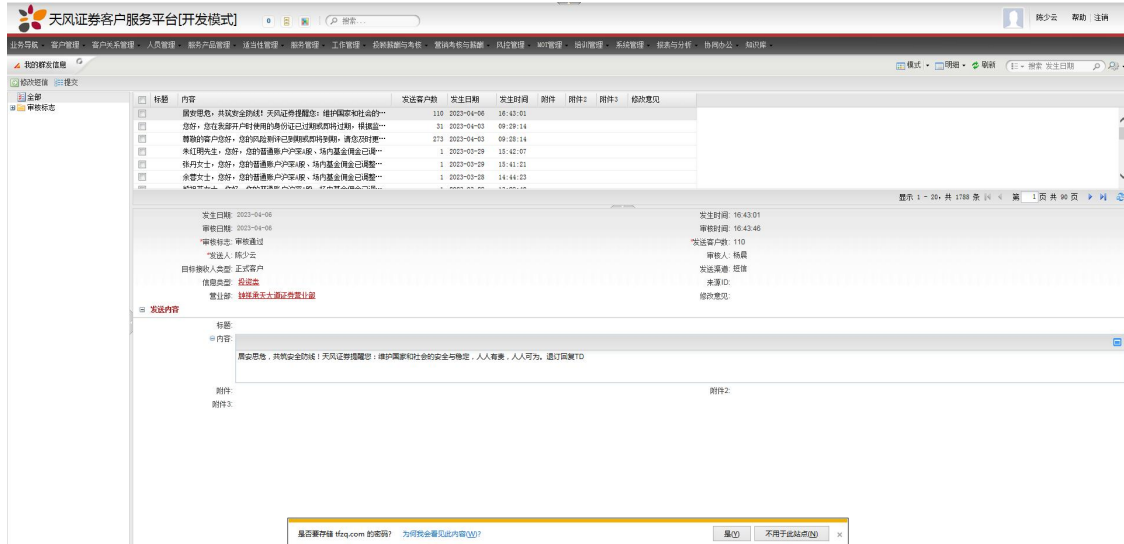 天风证券客户服务平台[开发模式] 0 搜索... 陈少云 帮助 注销
业务导航 客户管理 客户关系管理 人员管理 服务产品管理 适当性管理 服务管理 工作管理 投顾薪酬与考核 营销考核与薪酬 风控管理 MOT管理 培训管理 系统管理 报表与分析 协同办公 知识库
我的群发信息 模式 明细 刷新 搜索 发生日期
修改短信 提交
全部
审核标志
标题 内容 发送客户数 发生日期 发生时间 附件 附件2 附件3 修改意见
居安思危,共筑安全防线!天风证券提醒您:维护国家和社会的… 110 2023-04-06 16:43:01
您好,您在我部开户时使用的身份证已过期或即将过期,根据监… 31 2023-04-03 09:29:14
尊敬的客户您好,您的风险测评已到期或即将到期,请您及时更… 273 2023-04-03 09:28:14
朱红明先生,您好,您的普通账户沪深A股、场内基金佣金已调整… 1 2023-03-29 15:42:07
张丹女士,您好,您的普通账户沪深A股、场内基金佣金已调整… 1 2023-03-29 15:41:21
余蓉女士,您好,您的普通账户沪深A股、场内基金佣金已调整… 1 2023-03-28 14:44:23
显示 1 - 20,共 1788 条 第 1 页 共 90 页
发生日期: 2023-04-06 发生时间: 16:43:01
审核日期: 2023-04-06 审核时间: 16:43:46
*审核标志: 审核通过 *发送客户数: 110
*发送人: 陈少云 审核人: 杨晨
目标接收人类型: 正式客户 发送渠道: 短信
信息类型: 投资类 来源ID:
营业部: 钟祥承天大道证券营业部 修改意见:
发送内容
标题:
内容:
居安思危,共筑安全防线!天风证券提醒您:维护国家和社会的安全与稳定,人人有责,人人可为。退订回复TD
附件: 附件2:
附件3:
是否要存储 tfzq.com 的密码? 为何我会看见此内容(W)? 是(Y) 不用于此站点(N) ×